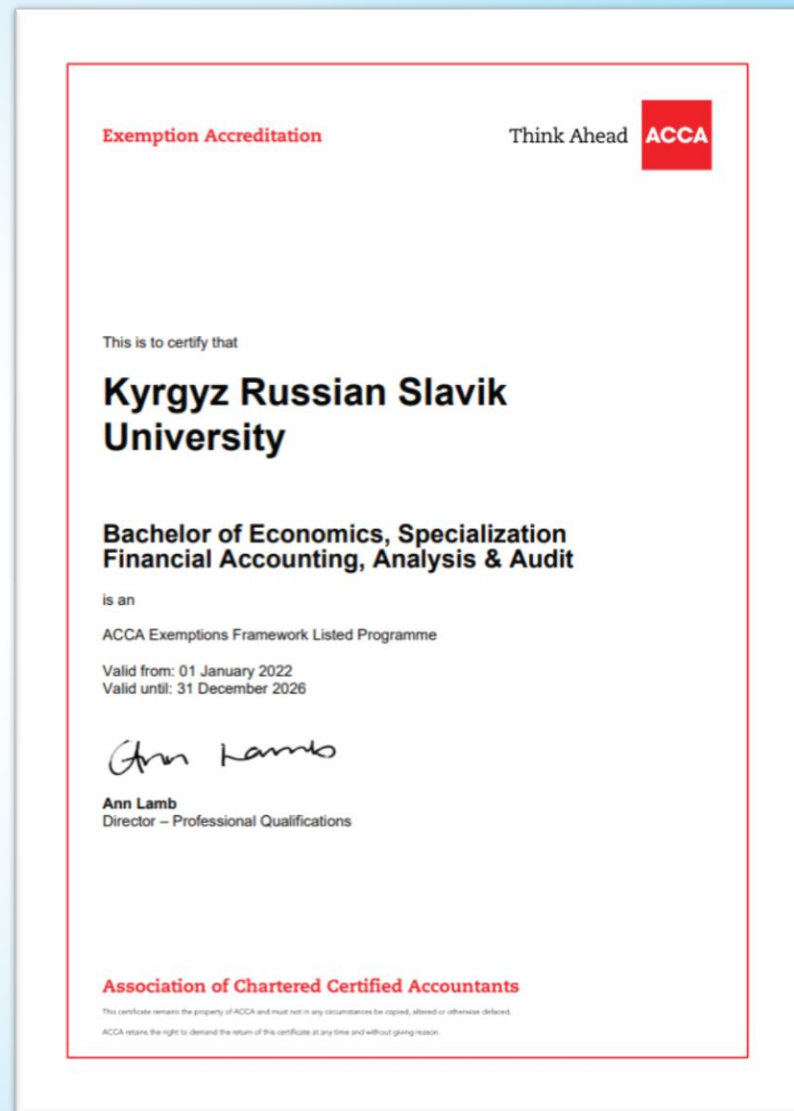 Exemption Accreditation
Think Ahead ACCA
This is to certify that
Kyrgyz Russian Slavik
University
Bachelor of Economics, Specialization
Financial Accounting, Analysis & Audit
is an
ACCA Exemptions Framework Listed Programme
Valid from: 01 January 2022
Valid until: 31 December 2026
Ann Lamb
Ann Lamb
Director – Professional Qualifications
Association of Chartered Certified Accountants
This certificate remains the property of ACCA and must not in any circumstances be copied, altered or otherwise defaced.
ACCA retains the right to demand the return of this certificate at any time and without giving reason.